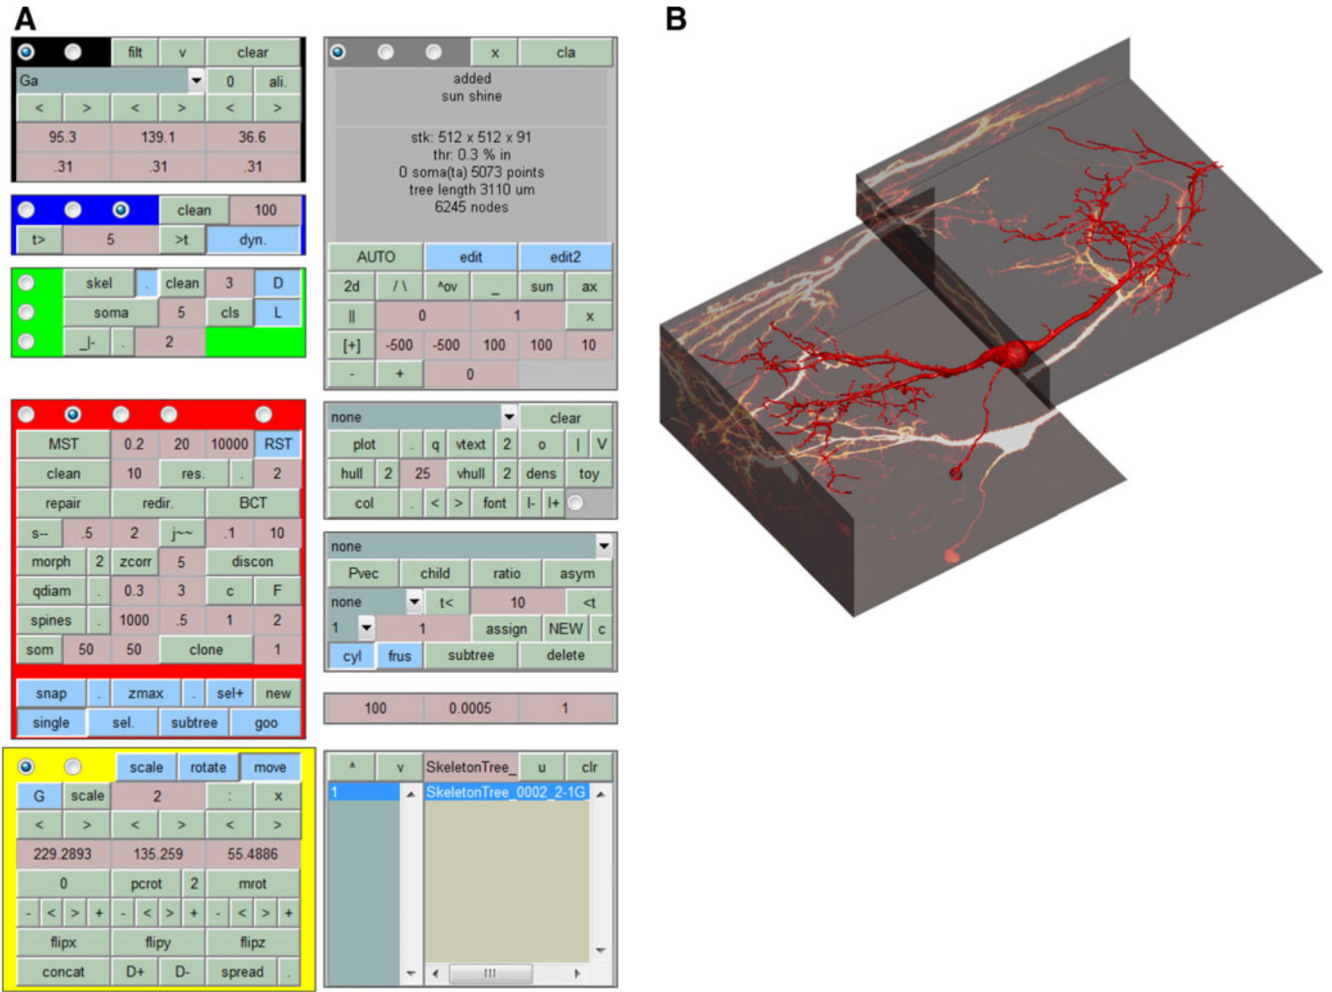 A
filt v clear
Ga 0 ali.
< > < > < >
95.3 139.1 36.6
.31 .31 .31
clean 100
t> 5 >t dyn.
skel . clean 3 D
soma 5 cls L
_|- . 2
MST 0.2 20 10000 RST
clean 10 res. . 2
repair redir. BCT
s-- .5 2 j~~ .1 10
morph 2 zcorr 5 discon
qdiam . 0.3 3 c F
spines . 1000 .5 1 2
som 50 50 clone 1
snap . zmax . sel+ new
single sel. subtree goo
scale rotate move
G scale 2 : x
< > < > < >
229.2893 135.259 55.4886
0 pcrot 2 mrot
- < > + - < > + - < > +
flipx flipy flipz
concat D+ D- spread .
x cla
added
sun shine
stk: 512 x 512 x 91
thr: 0.3 % in
0 soma(ta) 5073 points
tree length 3110 um
6245 nodes
AUTO edit edit2
2d / \ ^ov _ sun ax
|| 0 1 x
[+] -500 -500 100 100 10
- + 0
none clear
plot . q vtext 2 o | V
hull 2 25 vhull 2 dens toy
col . < > font I- I+
none
Pvec child ratio asym
none t< 10 <t
1 1 assign NEW c
cyl frus subtree delete
100 0.0005 1
^ v SkeletonTree_ u clr
1 SkeletonTree_0002_2-1G_
B